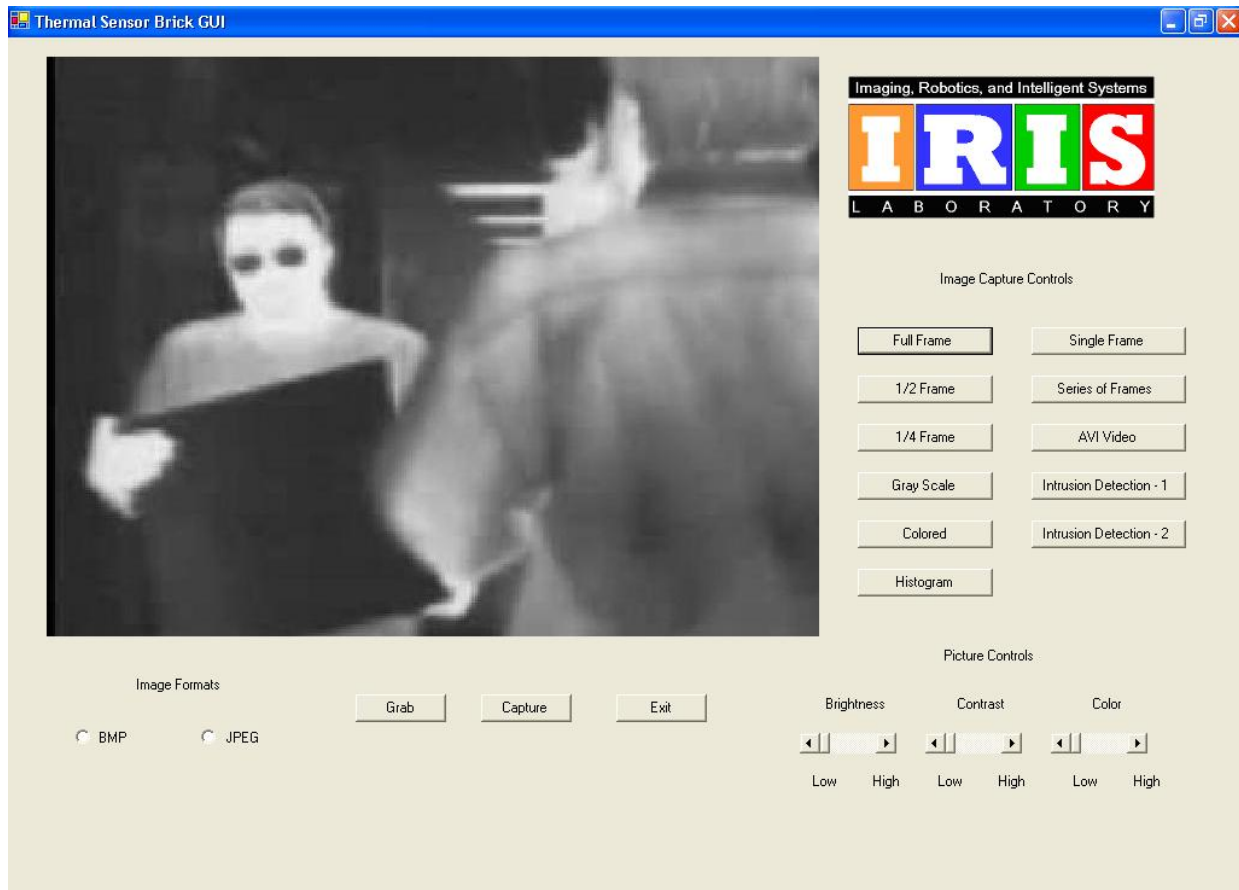 Thermal Sensor Brick GUI
Imaging, Robotics, and Intelligent Systems
IRIS
LABORATORY
Image Capture Controls
Full Frame
Single Frame
1/2 Frame
Series of Frames
1/4 Frame
AVI Video
Gray Scale
Intrusion Detection - 1
Colored
Intrusion Detection - 2
Histogram
Picture Controls
Image Formats
Grab
Capture
Exit
Brightness
Contrast
Color
BMP
JPEG
Low
High
Low
High
Low
High